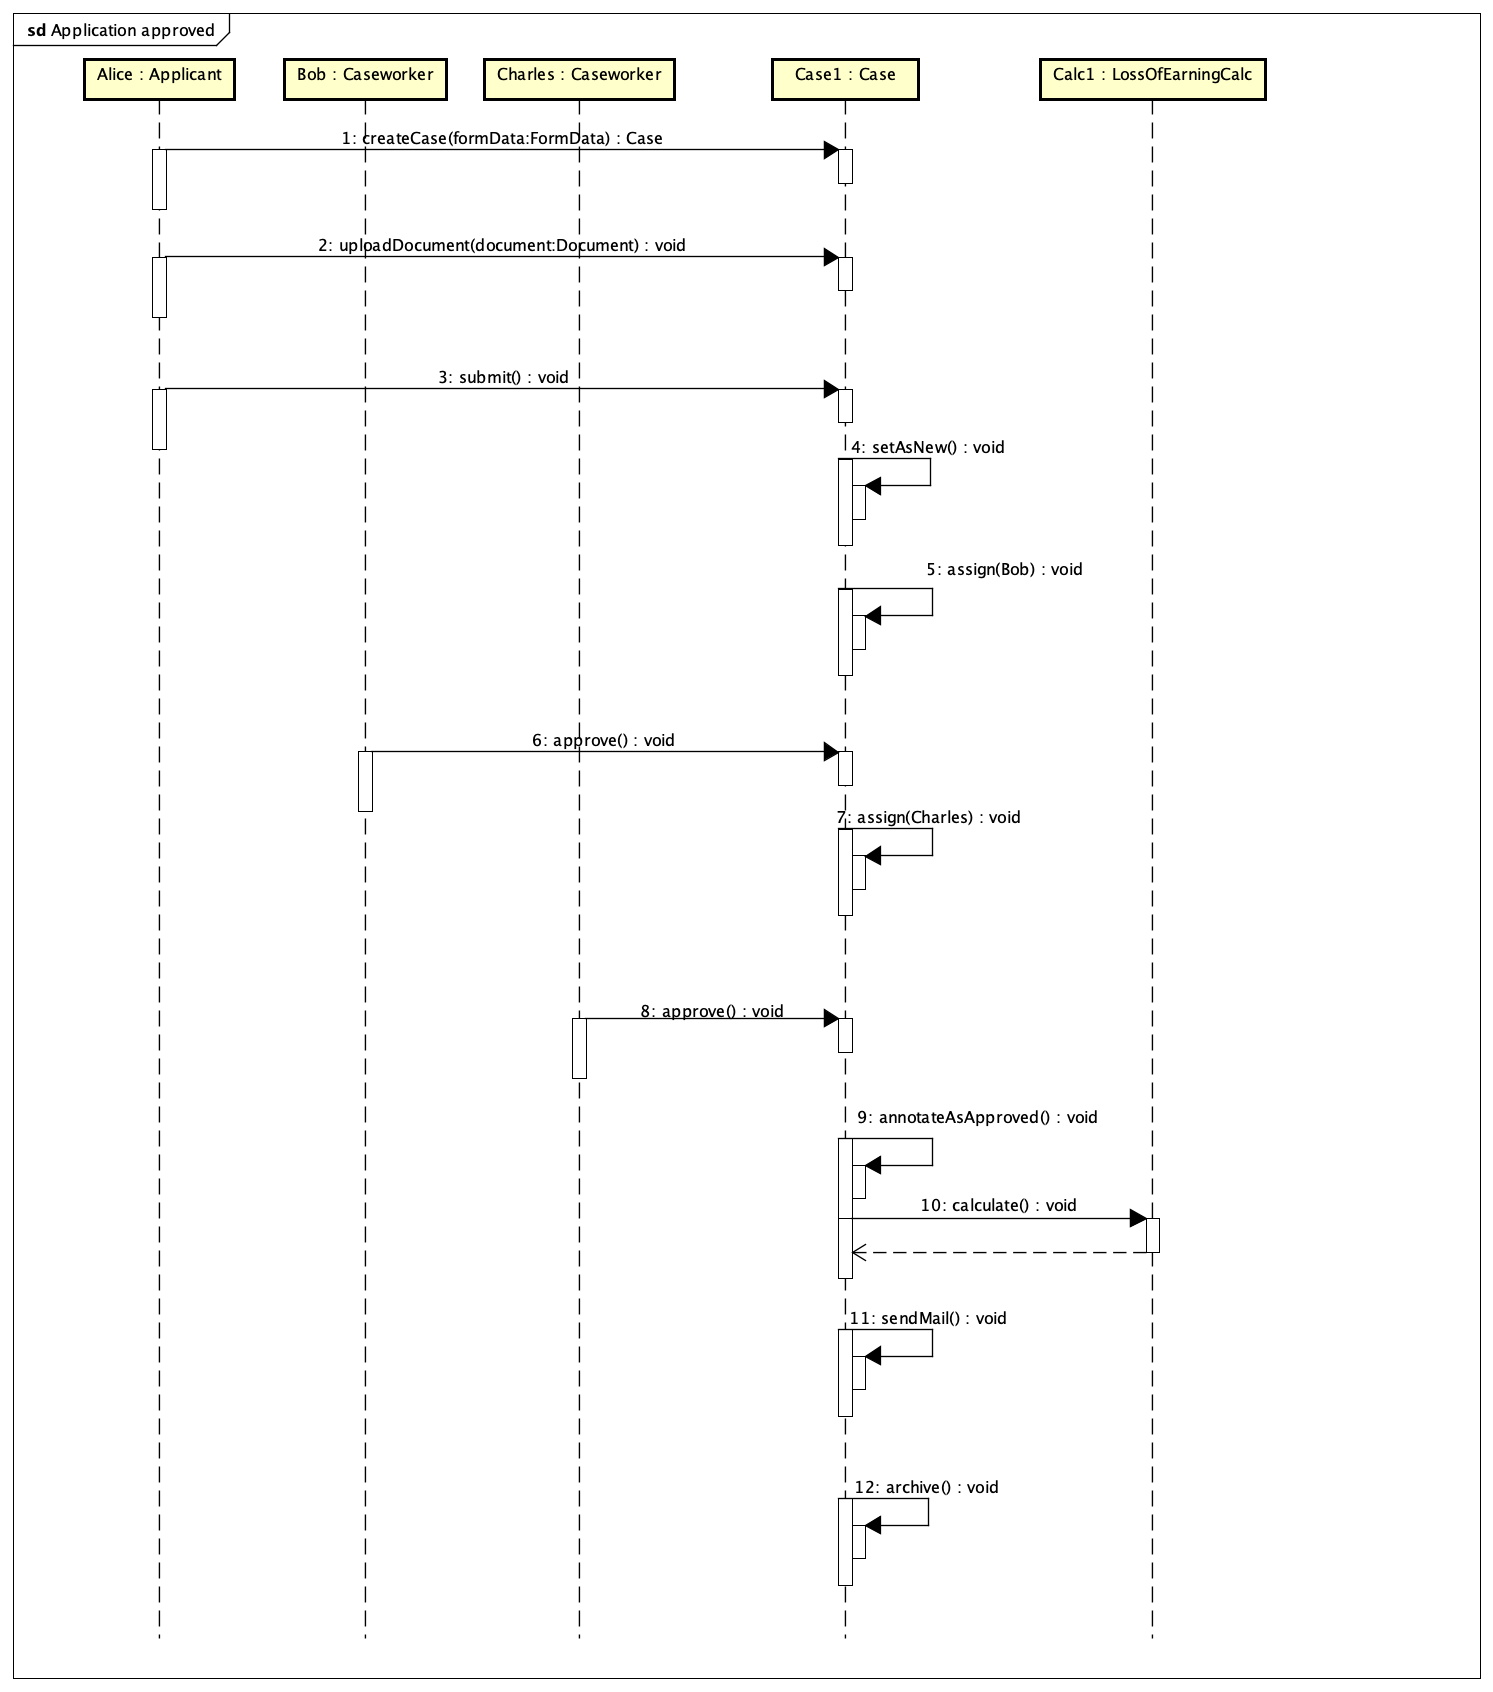 sd Application approved
Alice : Applicant
Bob : Caseworker
Charles : Caseworker
Case1 : Case
Calc1 : LossOfEarningCalc
1: createCase(formData:FormData) : Case
2: uploadDocument(document:Document) : void
3: submit() : void
4: setAsNew() : void
5: assign(Bob) : void
6: approve() : void
7: assign(Charles) : void
8: approve() : void
9: annotateAsApproved() : void
10: calculate() : void
11: sendMail() : void
12: archive() : void